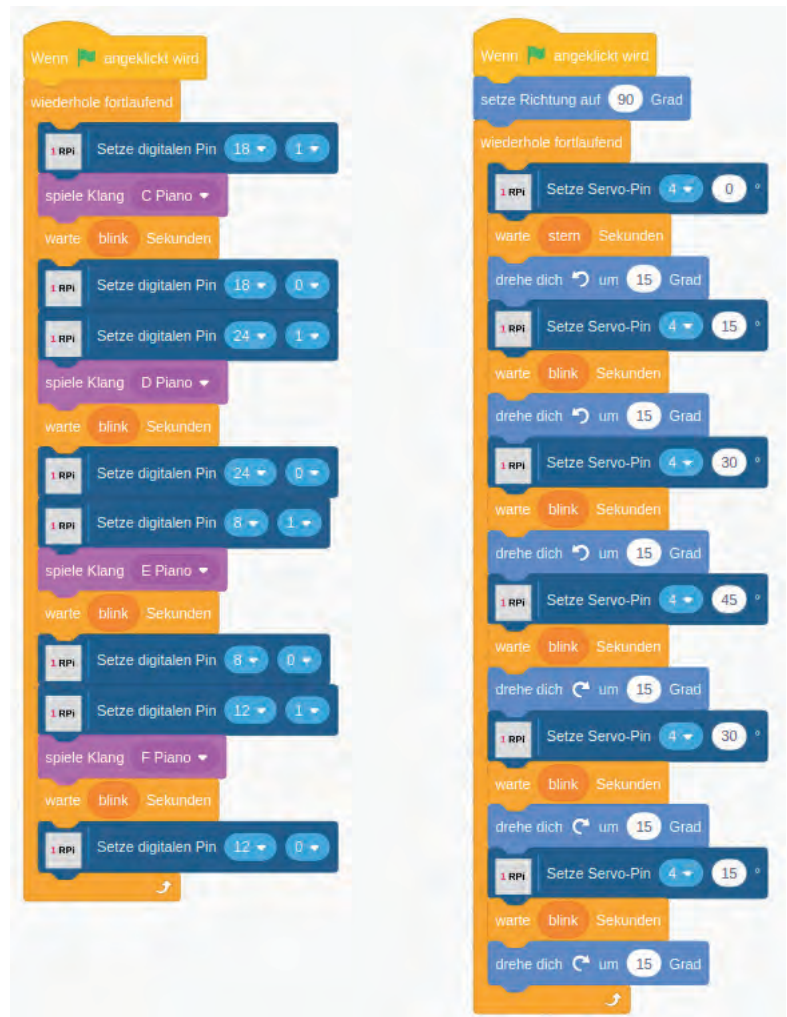 Wenn angeklickt wird
wiederhole fortlaufend
1 RPi Setze digitalen Pin 18 1
spiele Klang C Piano
warte blink Sekunden
1 RPi Setze digitalen Pin 18 0
1 RPi Setze digitalen Pin 24 1
spiele Klang D Piano
warte blink Sekunden
1 RPi Setze digitalen Pin 24 0
1 RPi Setze digitalen Pin 8 1
spiele Klang E Piano
warte blink Sekunden
1 RPi Setze digitalen Pin 8 0
1 RPi Setze digitalen Pin 12 1
spiele Klang F Piano
warte blink Sekunden
1 RPi Setze digitalen Pin 12 0
Wenn angeklickt wird
setze Richtung auf 90 Grad
wiederhole fortlaufend
1 RPi Setze Servo-Pin 4 0 °
warte stern Sekunden
drehe dich um 15 Grad
1 RPi Setze Servo-Pin 4 15 °
warte blink Sekunden
drehe dich um 15 Grad
1 RPi Setze Servo-Pin 4 30 °
warte blink Sekunden
drehe dich um 15 Grad
1 RPi Setze Servo-Pin 4 45 °
warte blink Sekunden
drehe dich um 15 Grad
1 RPi Setze Servo-Pin 4 30 °
warte blink Sekunden
drehe dich um 15 Grad
1 RPi Setze Servo-Pin 4 15 °
warte blink Sekunden
drehe dich um 15 Grad